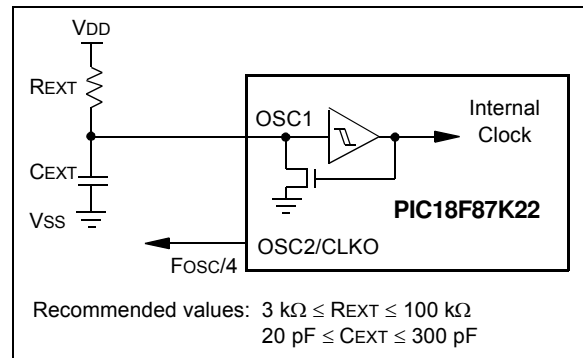 VDD
REXT
OSC1
Internal
Clock
CEXT
PIC18F87K22
VSS
OSC2/CLKO
FOSC/4
Recommended values: 3 kΩ ≤ REXT ≤ 100 kΩ
20 pF ≤ CEXT ≤ 300 pF